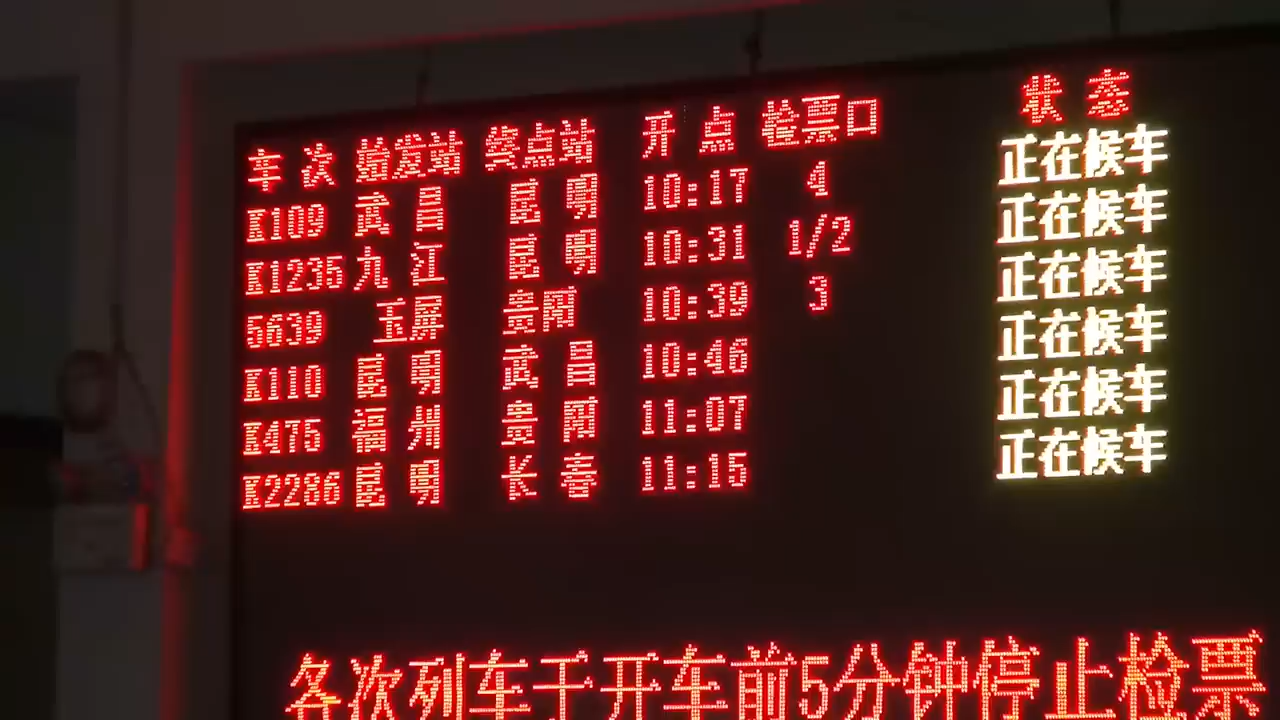 车次 始发站 终点站 开点 检票口 状态
K109 武昌 昆明 10:17 4 正在候车
K1235 九江 昆明 10:31 1/2 正在候车
5639 玉屏 贵阳 10:39 3 正在候车
K110 昆明 武昌 10:46 正在候车
K475 福州 贵阳 11:07 正在候车
K2286 昆明 长春 11:15 正在候车
各次列车于开车前5分钟停止检票